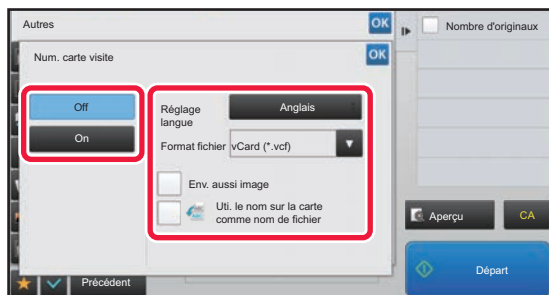 Autres
OK
Nombre d'originaux
Num. carte visite
OK
Off
On
Réglage
langue
Anglais
Format fichier
vCard (*.vcf)
Env. aussi image
Uti. le nom sur la carte
comme nom de fichier
Aperçu
CA
Précédent
Départ